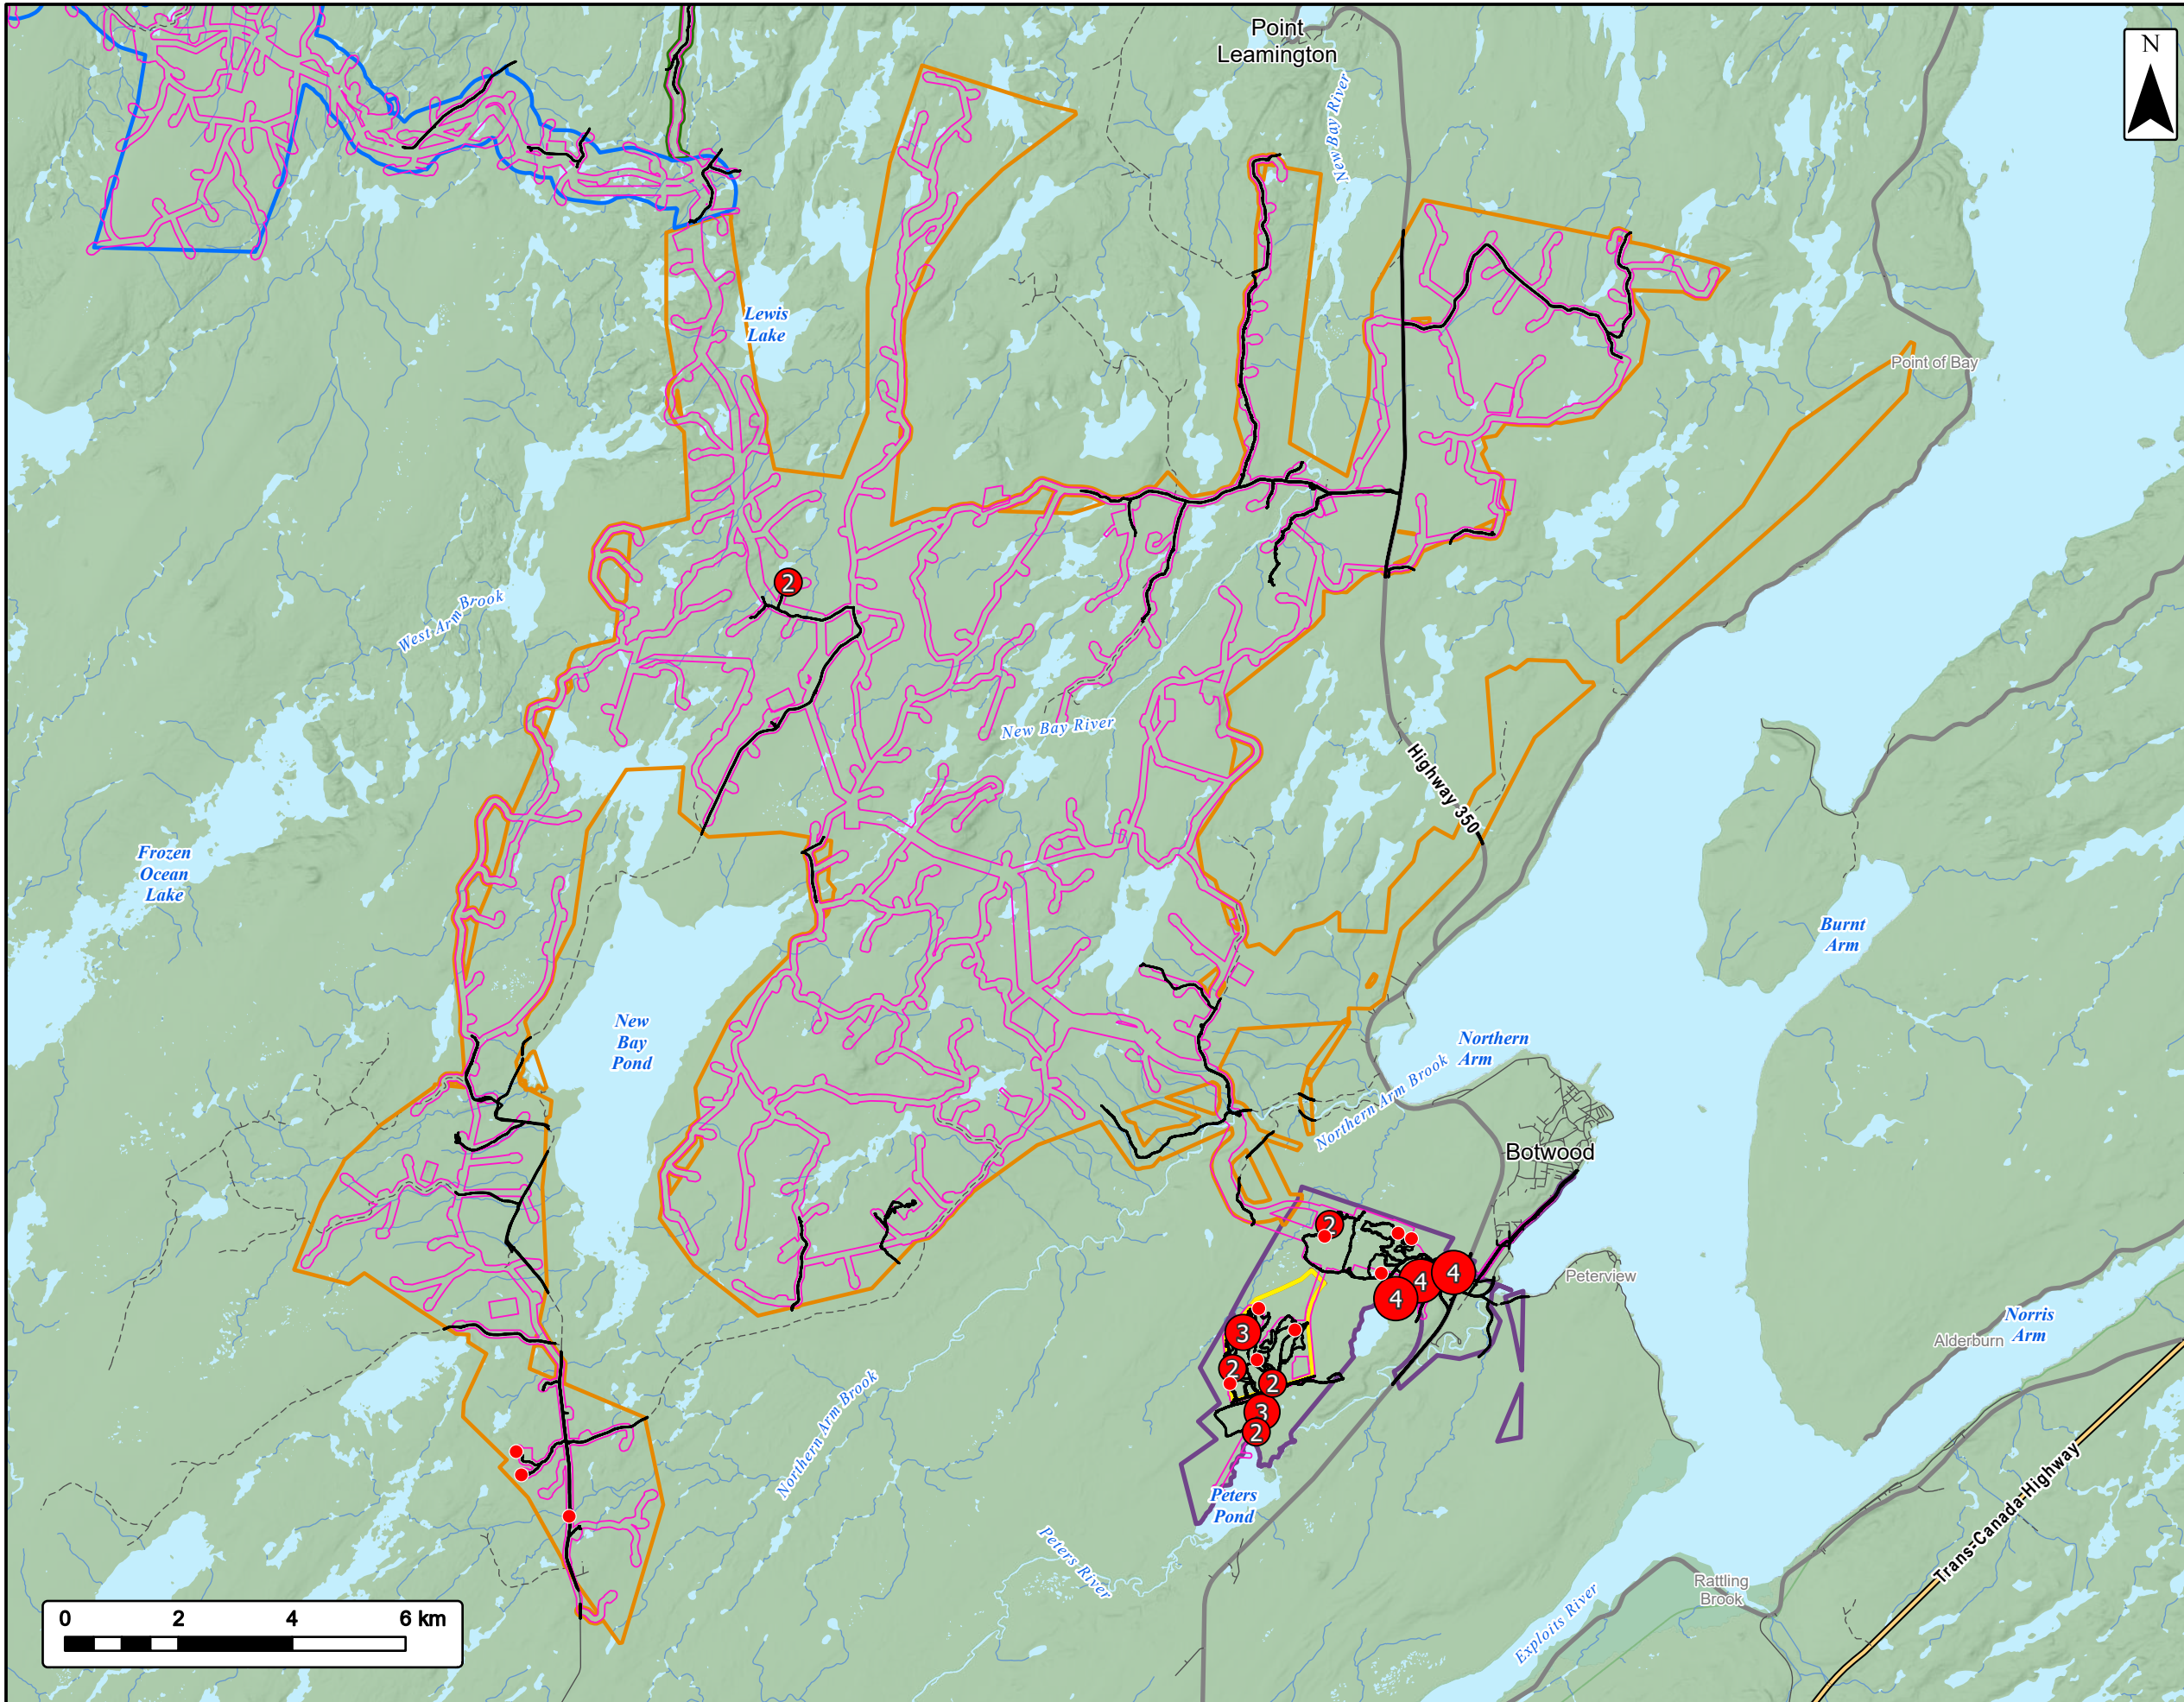 Point
Leamington
N
New Bay River
Lewis
Lake
Point of Bay
2
West Arm Brook
New Bay River
Highway 350
Frozen
Ocean
Lake
Burnt
Arm
New
Bay
Pond
Northern
Arm
Northern Arm Brook
Botwood
2
Peterview
4
4
4
3
Norris
Arm
Alderburn
2
2
3
2
Northern Arm Brook
Peters
Pond
Trans-Canada-Highway
Peters River
Rattling
Brook
Exploits River
0 2 4 6 km